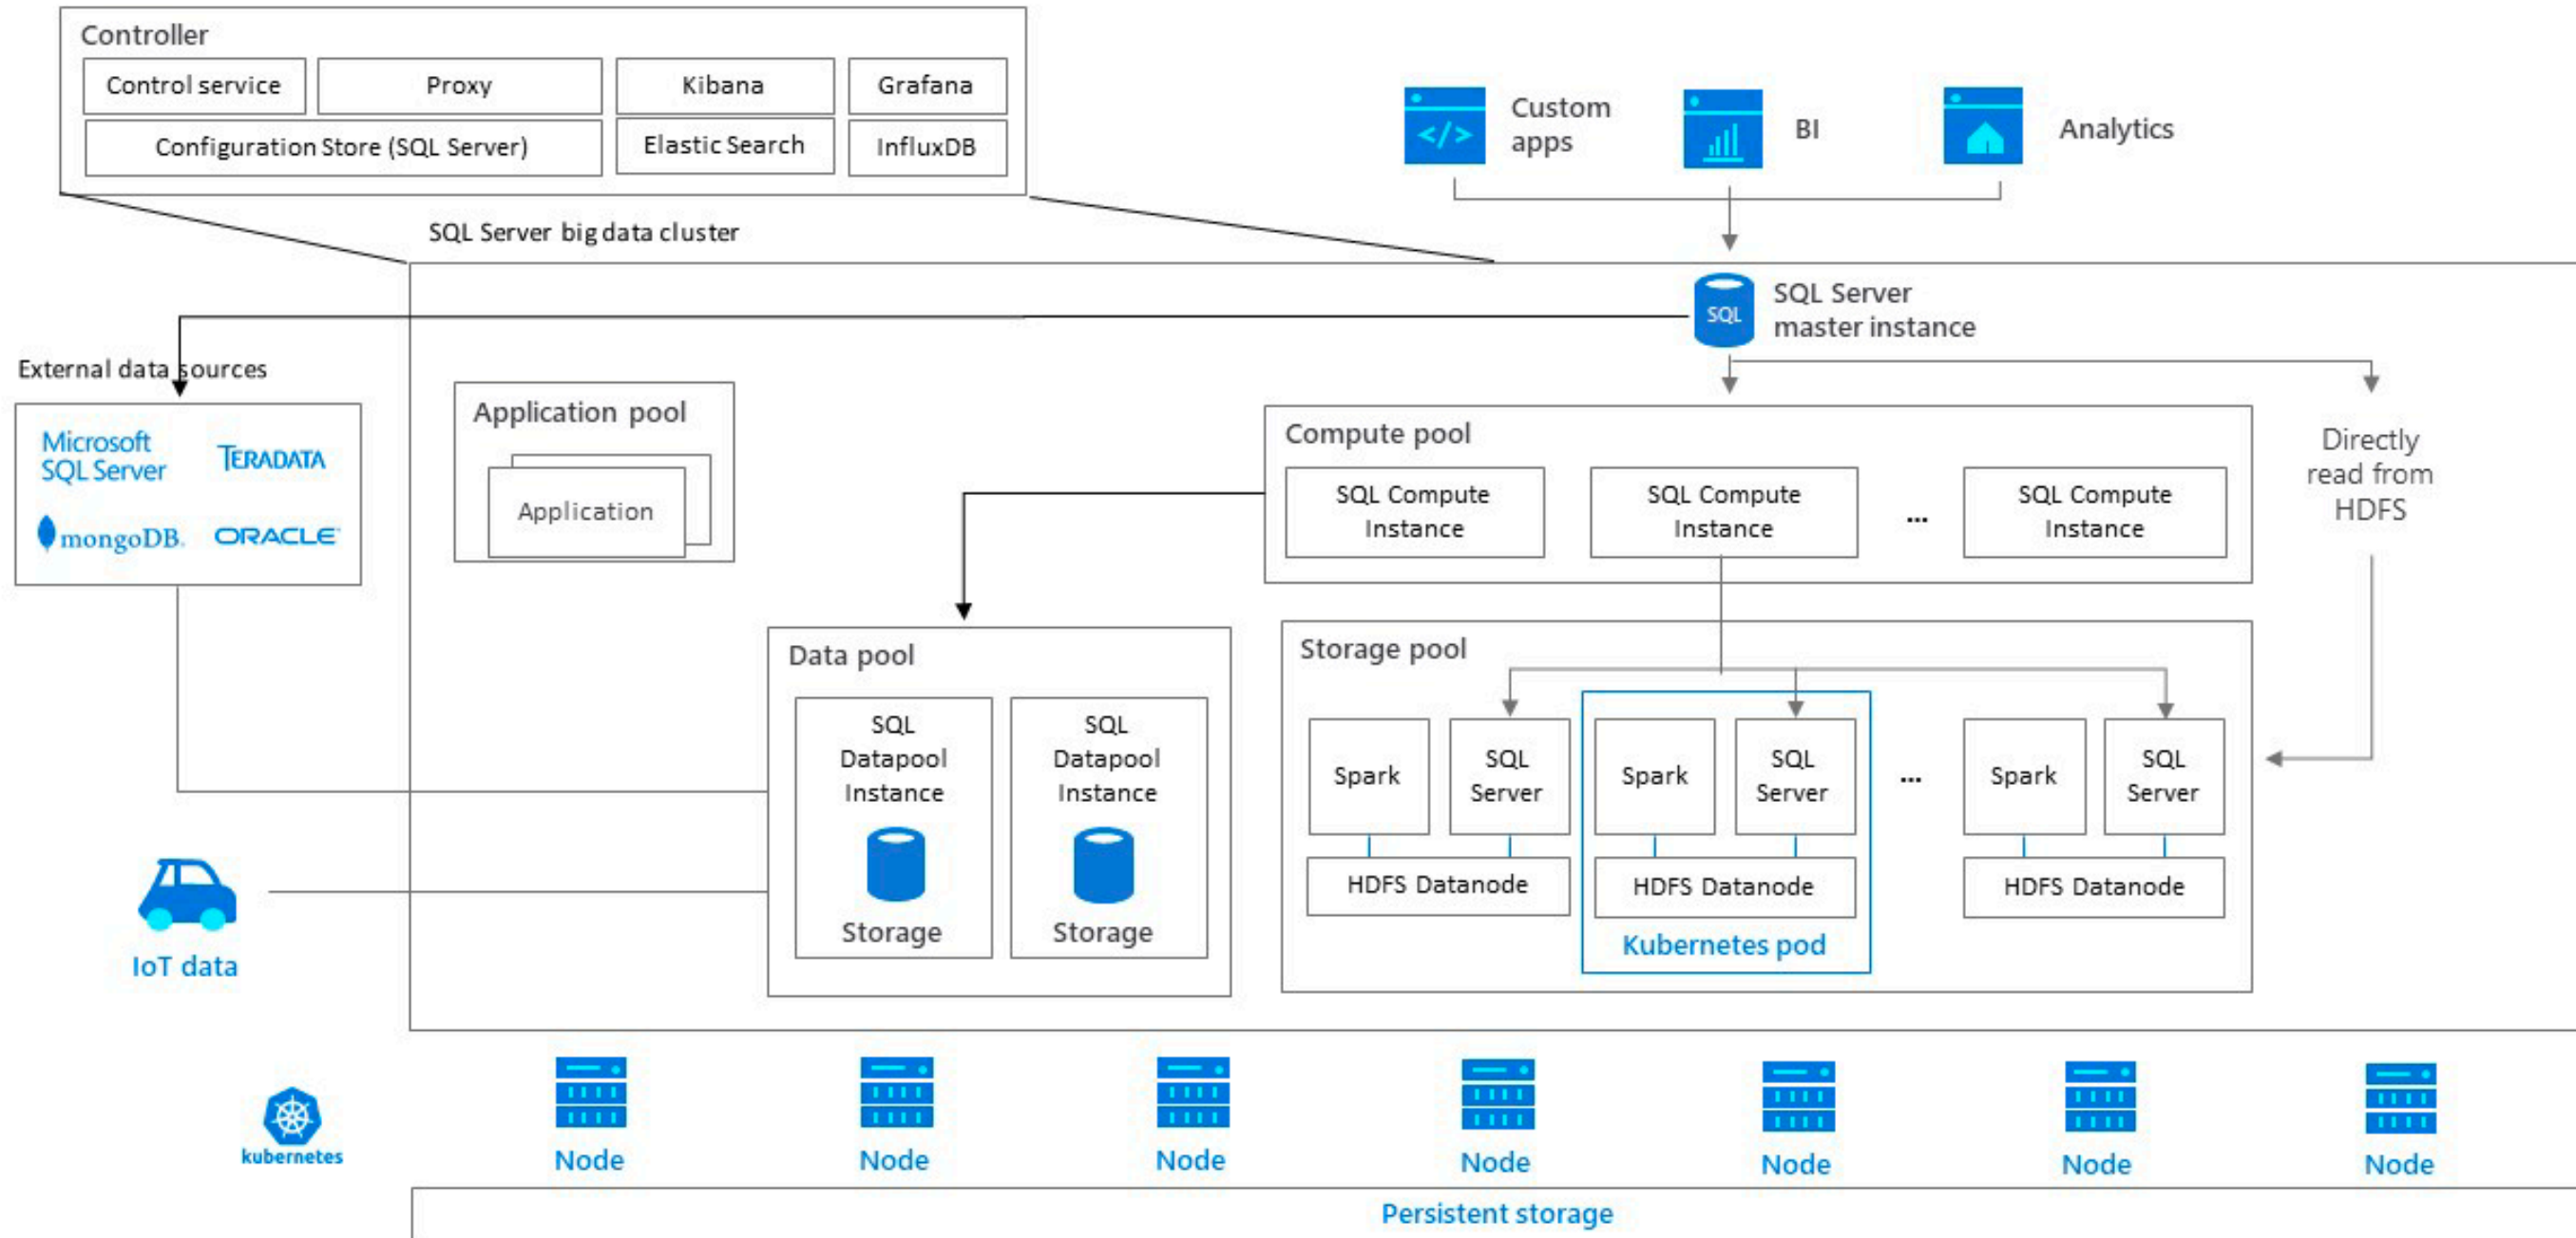 Controller
Control service
Proxy
Kibana
Grafana
Configuration Store (SQL Server)
Elastic Search
InfluxDB
Custom
apps
BI
Analytics
SQL Server big data cluster
SQL
SQL Server
master instance
External data sources
Microsoft
SQL Server
TERADATA
mongoDB.
ORACLE
Application pool
Application
Compute pool
SQL Compute
Instance
SQL Compute
Instance
...
SQL Compute
Instance
Directly
read from
HDFS
Data pool
SQL
Datapool
Instance
Storage
SQL
Datapool
Instance
Storage
Storage pool
Spark
SQL
Server
HDFS Datanode
Spark
SQL
Server
HDFS Datanode
Kubernetes pod
...
Spark
SQL
Server
HDFS Datanode
IoT data
kubernetes
Node
Node
Node
Node
Node
Node
Node
Persistent storage